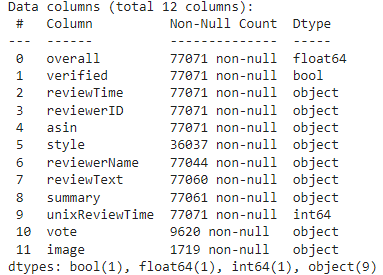 Data columns (total 12 columns):
 #   Column          Non-Null Count  Dtype
---  ------          --------------  -----
 0   overall         77071 non-null  float64
 1   verified        77071 non-null  bool
 2   reviewTime      77071 non-null  object
 3   reviewerID      77071 non-null  object
 4   asin            77071 non-null  object
 5   style           36037 non-null  object
 6   reviewerName    77044 non-null  object
 7   reviewText      77060 non-null  object
 8   summary         77061 non-null  object
 9   unixReviewTime  77071 non-null  int64
 10  vote            9620 non-null   object
 11  image           1719 non-null   object
dtypes: bool(1), float64(1), int64(1), object(9)